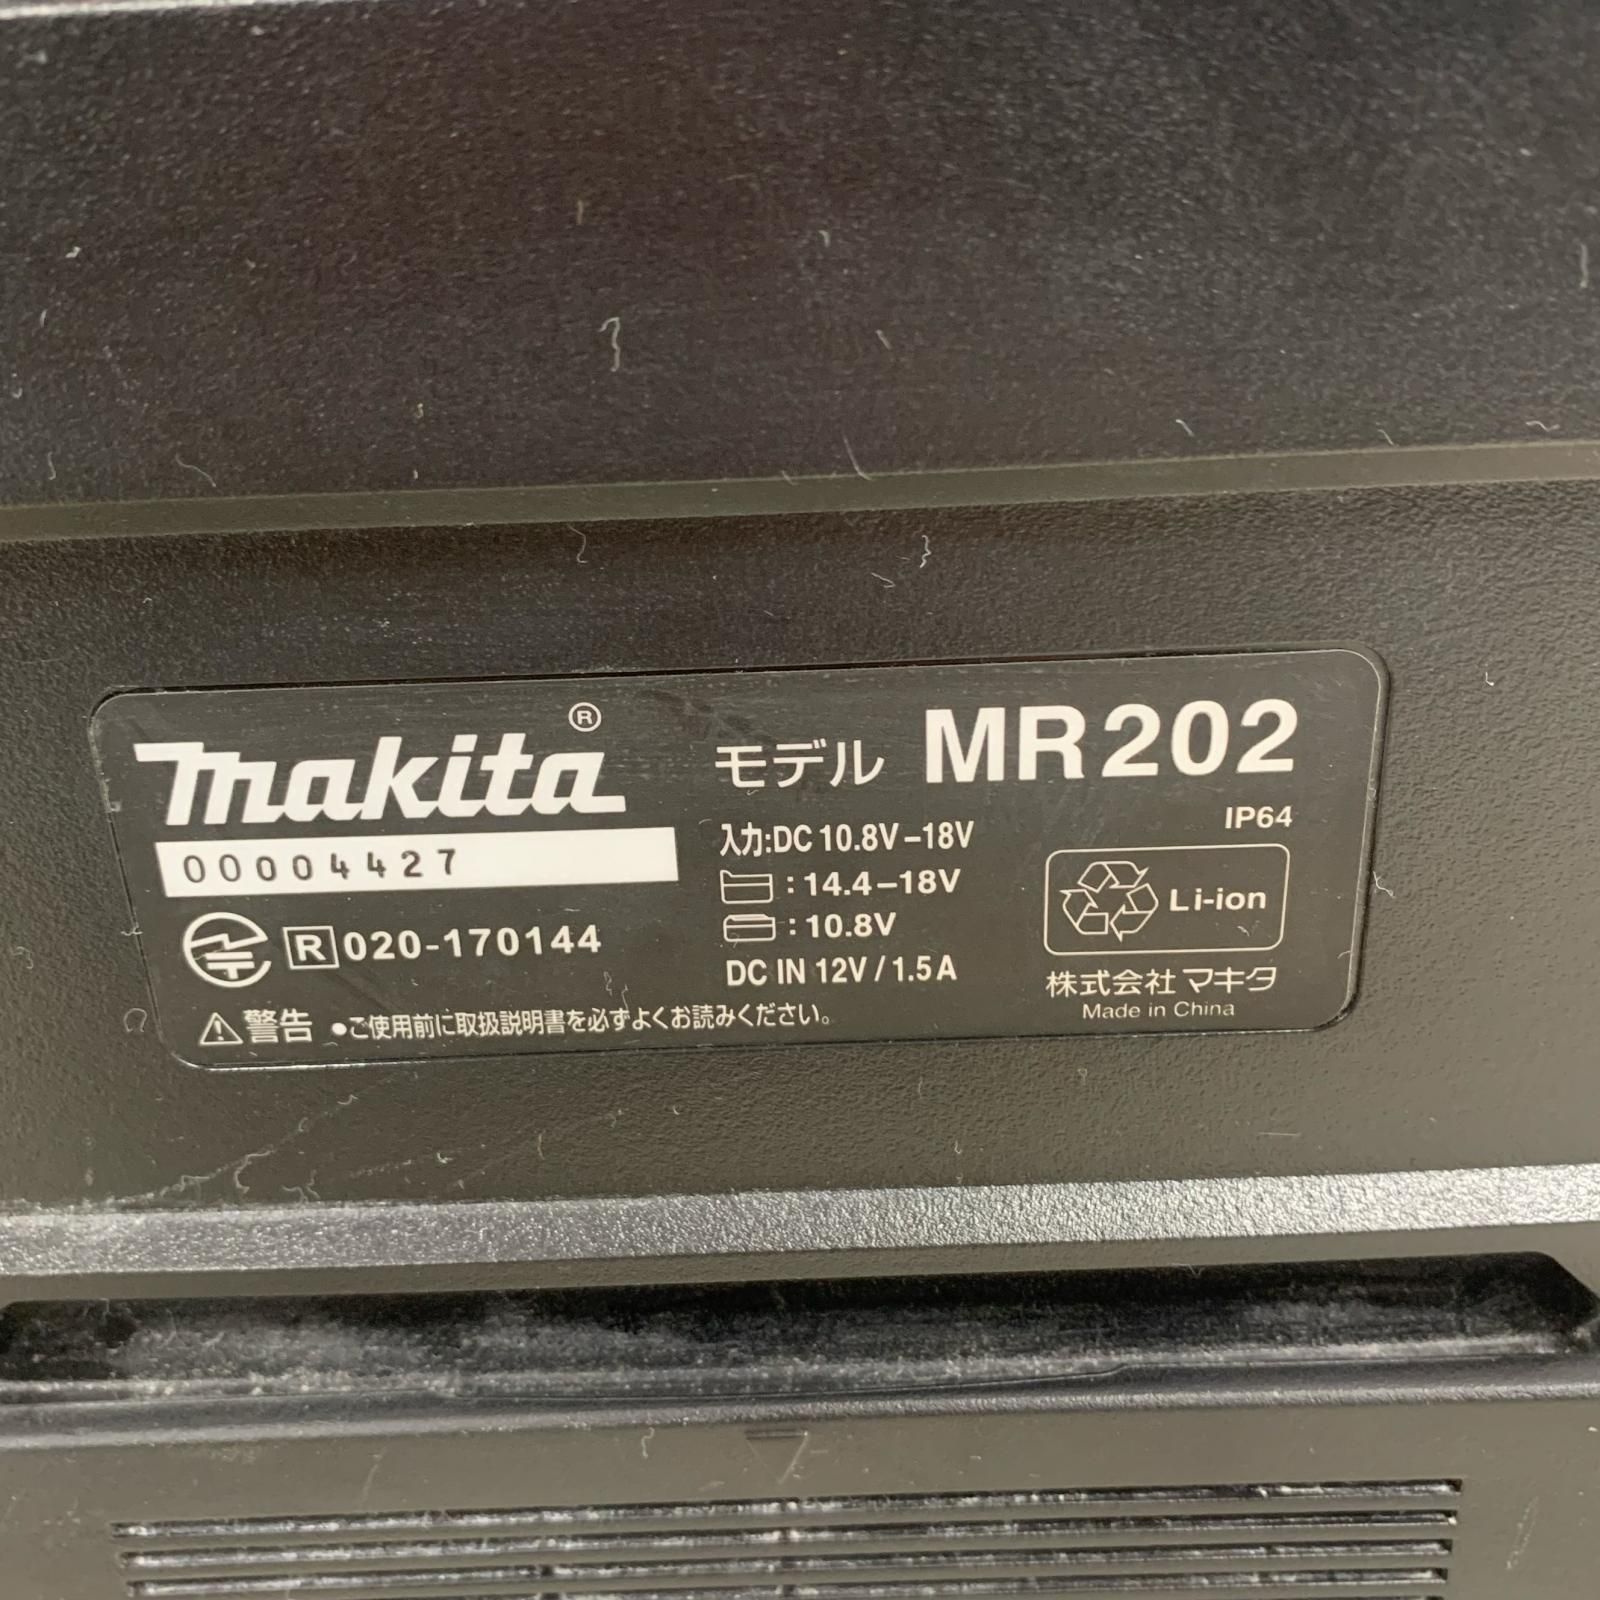 makita®
00004427
R 020-170144
モデル MR202
IP64
入力:DC 10.8V-18V
:14.4-18V
:10.8V
DC IN 12V / 1.5A
Li-ion
株式会社 マキタ
Made in China
⚠警告 ●ご使用前に取扱説明書を必ずよくお読みください。